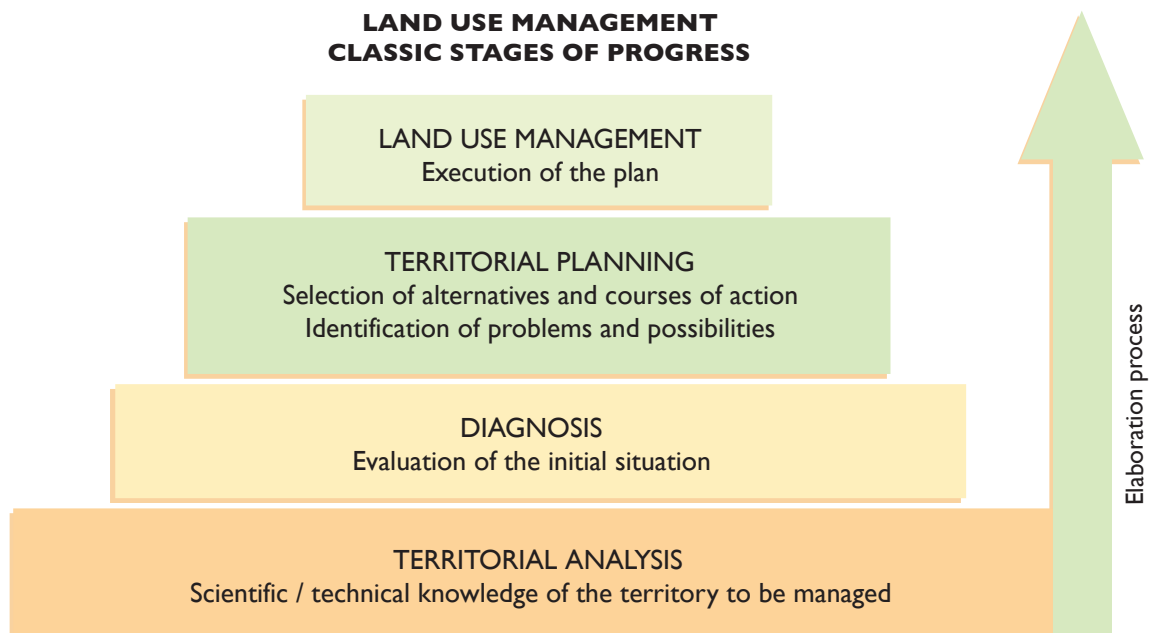 LAND USE MANAGEMENT
CLASSIC STAGES OF PROGRESS
LAND USE MANAGEMENT
Execution of the plan
TERRITORIAL PLANNING
Selection of alternatives and courses of action
Identification of problems and possibilities
DIAGNOSIS
Evaluation of the initial situation
TERRITORIAL ANALYSIS
Scientific / technical knowledge of the territory to be managed
Elaboration process